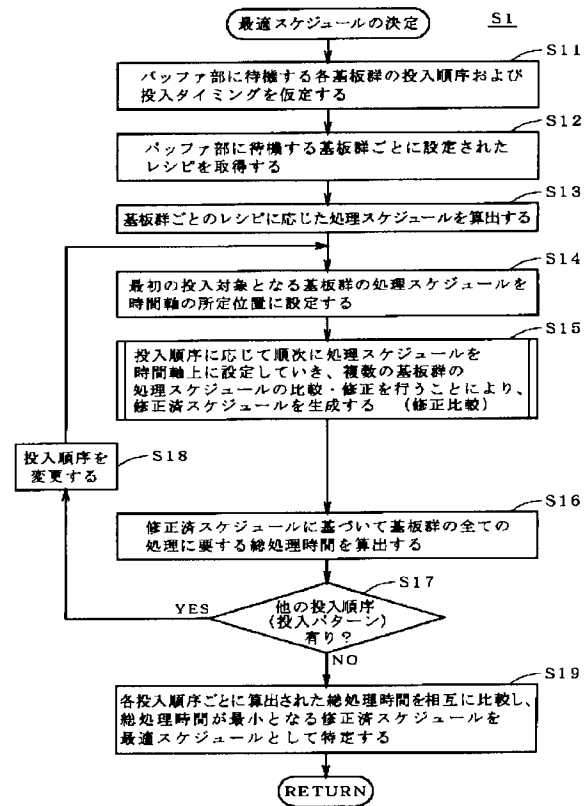 最適スケジュールの決定
S1
S11
バッファ部に待機する各基板群の投入順序および
投入タイミングを仮定する
S12
バッファ部に待機する基板群ごとに設定された
レシピを取得する
S13
基板群ごとのレシピに応じた処理スケジュールを算出する
S14
最初の投入対象となる基板群の処理スケジュールを
時間軸の所定位置に設定する
S15
投入順序に応じて順次に処理スケジュールを
時間軸上に設定していき、複数の基板群の
処理スケジュールの比較・修正を行うことにより、
修正済スケジュールを生成する (修正比較)
S18
投入順序を
変更する
S16
修正済スケジュールに基づいて基板群の全ての
処理に要する総処理時間を算出する
S17
他の投入順序
(投入パターン)
有り?
YES
NO
S19
各投入順序ごとに算出された総処理時間を相互に比較し、
総処理時間が最小となる修正済スケジュールを
最適スケジュールとして特定する
RETURN